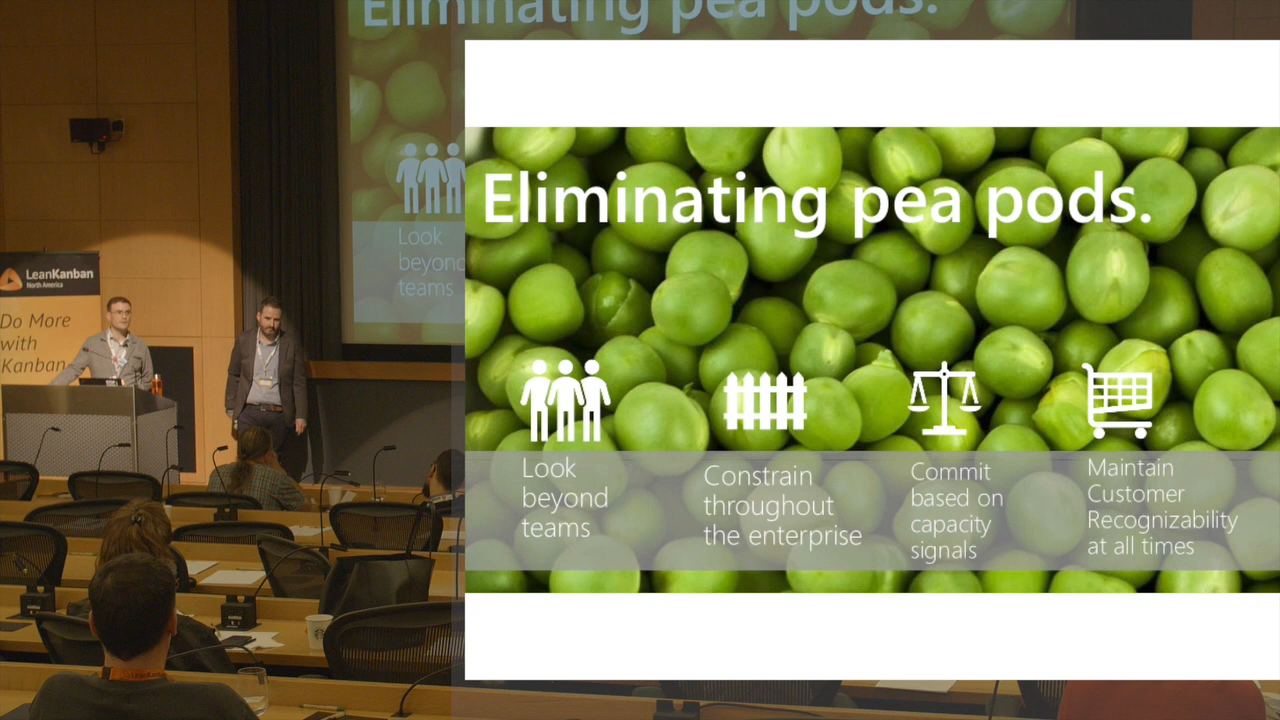 Eliminating pea pods.
Look
beyond
teams
LeanKanban
North America
Do More
with
Kanban
Eliminating pea pods.
Look
beyond
teams
Constrain
throughout
the enterprise
Commit
based on
capacity
signals
Maintain
Customer
Recognizability
at all times